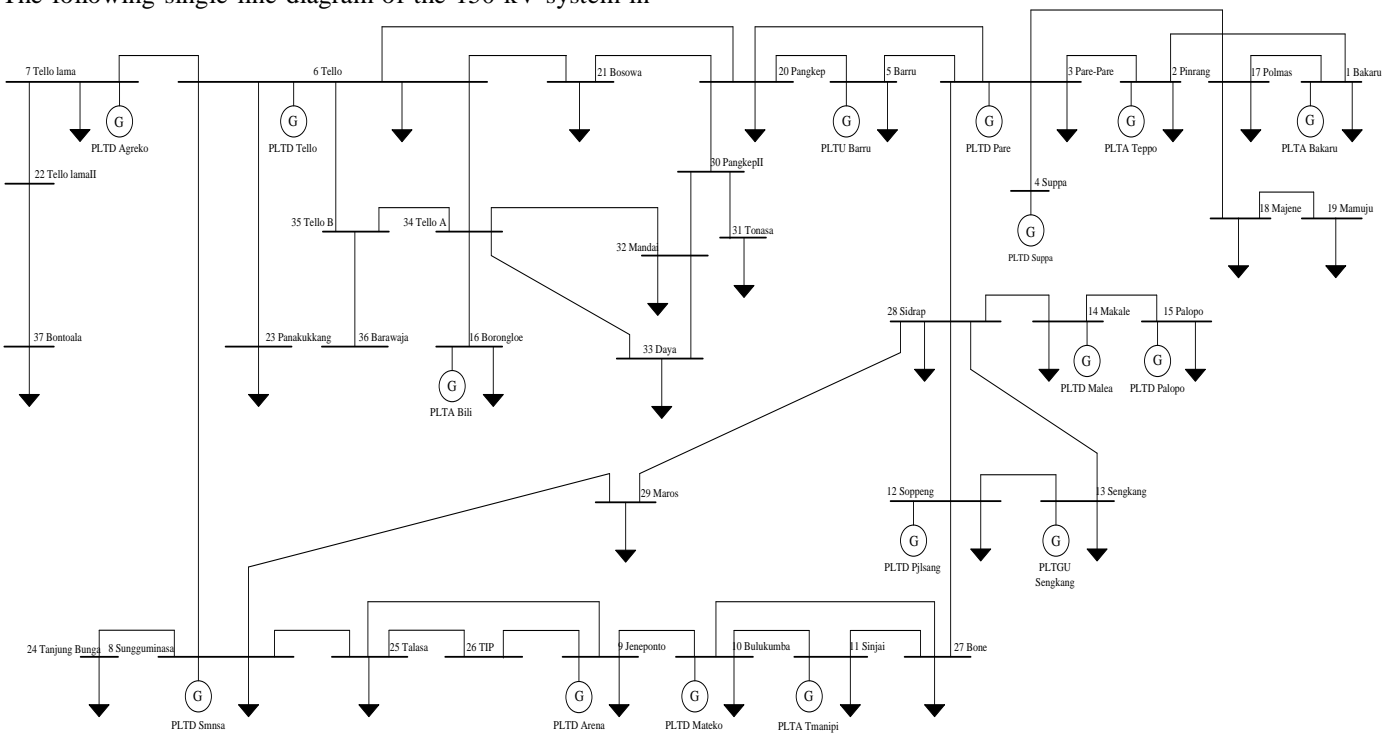 The following single line diagram of the 150 kV system in
7 Tello lama
6 Tello
21 Bosowa
20 Pangkep
5 Barru
3 Pare-Pare
2 Pinrang
17 Polmas
1 Bakaru
G
PLTD Agreko
G
PLTD Tello
G
PLTU Barru
G
PLTD Pare
G
PLTA Teppo
G
PLTA Bakaru
22 Tello lamaII
30 PangkepII
4 Suppa
G
PLTD Suppa
18 Majene
19 Mamuju
35 Tello B
34 Tello A
32 Mandai
31 Tonasa
28 Sidrap
14 Makale
15 Palopo
G
PLTD Malea
G
PLTD Palopo
37 Bontoala
23 Panakukkang
36 Barawaja
16 Borongloe
33 Daya
G
PLTA Bili
29 Maros
12 Soppeng
13 Sengkang
G
PLTD Pjlsang
G
PLTGU
Sengkang
24 Tanjung Bunga
8 Sungguminasa
25 Talasa
26 TIP
9 Jeneponto
10 Bulukumba
11 Sinjai
27 Bone
G
PLTD Smnsa
G
PLTD Arena
G
PLTD Mateko
G
PLTA Tmanipi